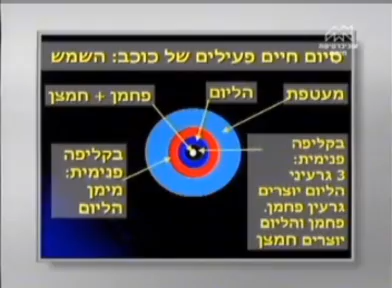 סיום חיים פעילים של כוכב: השמש
מעטפת
הליום
פחמן + חמצן
בקליפה
פנימית:
3 גרעיני
הליום יוצרים
גרעין פחמן.
פחמן והליום
יוצרים חמצן
בקליפה
פנימית:
מימן
הליום